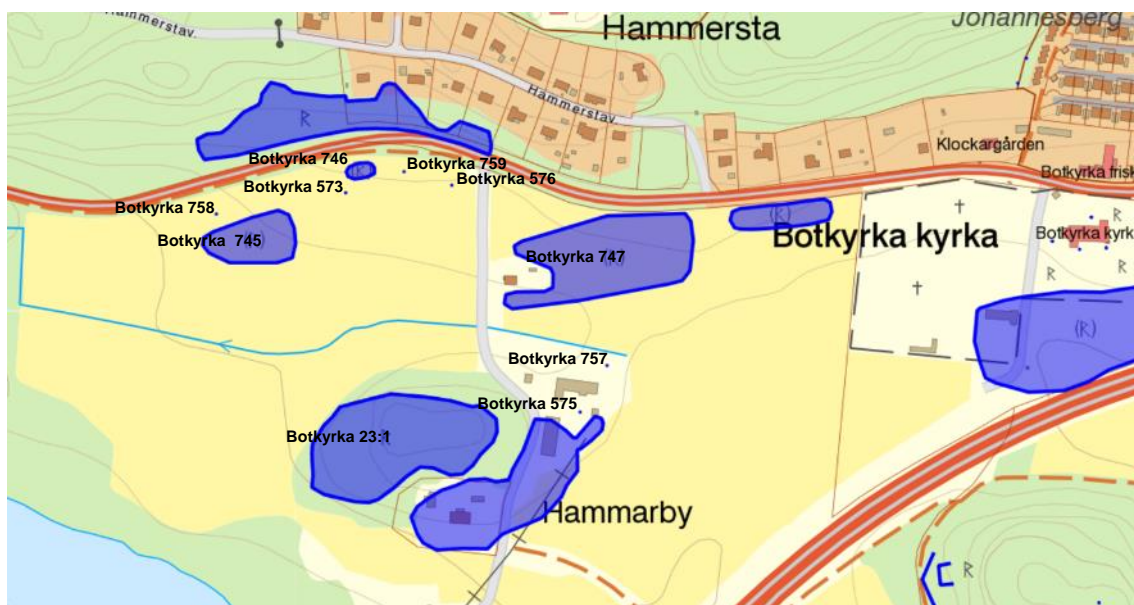 Hammerstav.
Hammersta
Johannesberg
Hammerstav.
R
Klockargården
Botkyrka 746
Botkyrka 759
(R)
Botkyrka frisk
Botkyrka 573
Botkyrka 576
Botkyrka 758
(R)
R
Botkyrka 745
Botkyrka kyrka
Botkyrka kyrk
Botkyrka 747
R
R
(R)
Botkyrka 757
Botkyrka 575
Botkyrka 23:1
Hammarby
R